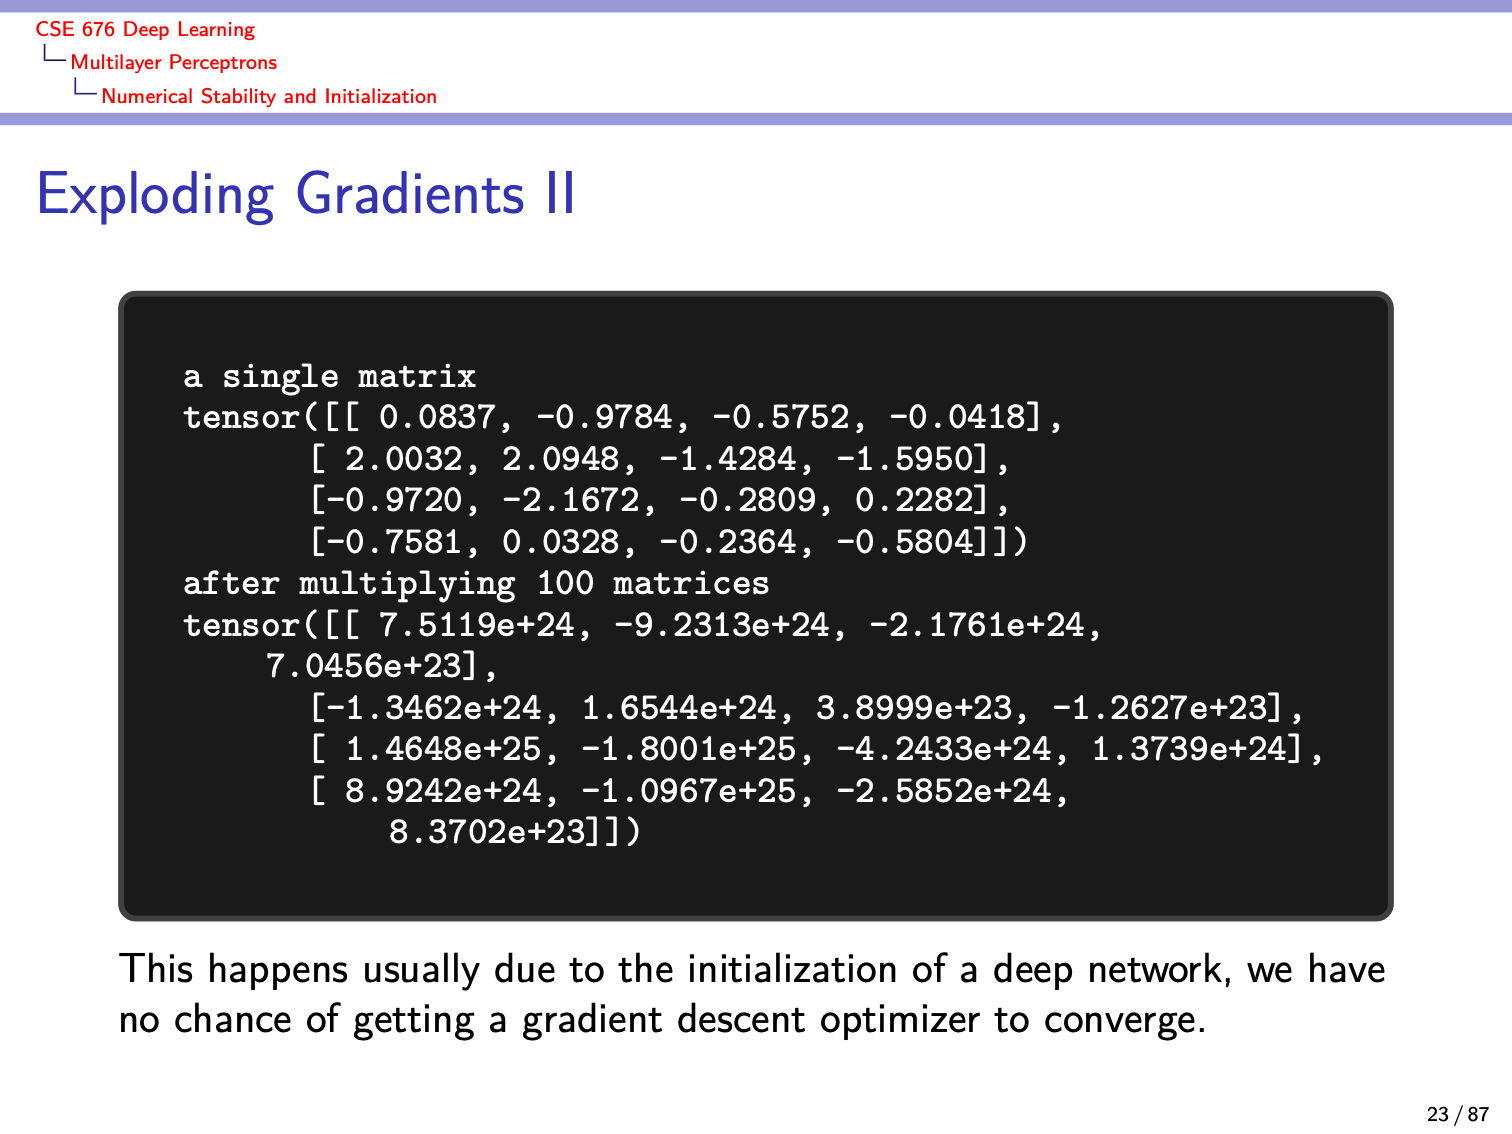 CSE 676 Deep Learning
Multilayer Perceptrons
Numerical Stability and Initialization
Exploding Gradients II
a single matrix
tensor([[ 0.0837, -0.9784, -0.5752, -0.0418],
[ 2.0032, 2.0948, -1.4284, -1.5950],
[-0.9720, -2.1672, -0.2809, 0.2282],
[-0.7581, 0.0328, -0.2364, -0.5804]])
after multiplying 100 matrices
tensor([[ 7.5119e+24, -9.2313e+24, -2.1761e+24,
7.0456e+23],
[-1.3462e+24, 1.6544e+24, 3.8999e+23, -1.2627e+23],
[ 1.4648e+25, -1.8001e+25, -4.2433e+24, 1.3739e+24],
[ 8.9242e+24, -1.0967e+25, -2.5852e+24,
8.3702e+23]])
This happens usually due to the initialization of a deep network, we have
no chance of getting a gradient descent optimizer to converge.
23 / 87